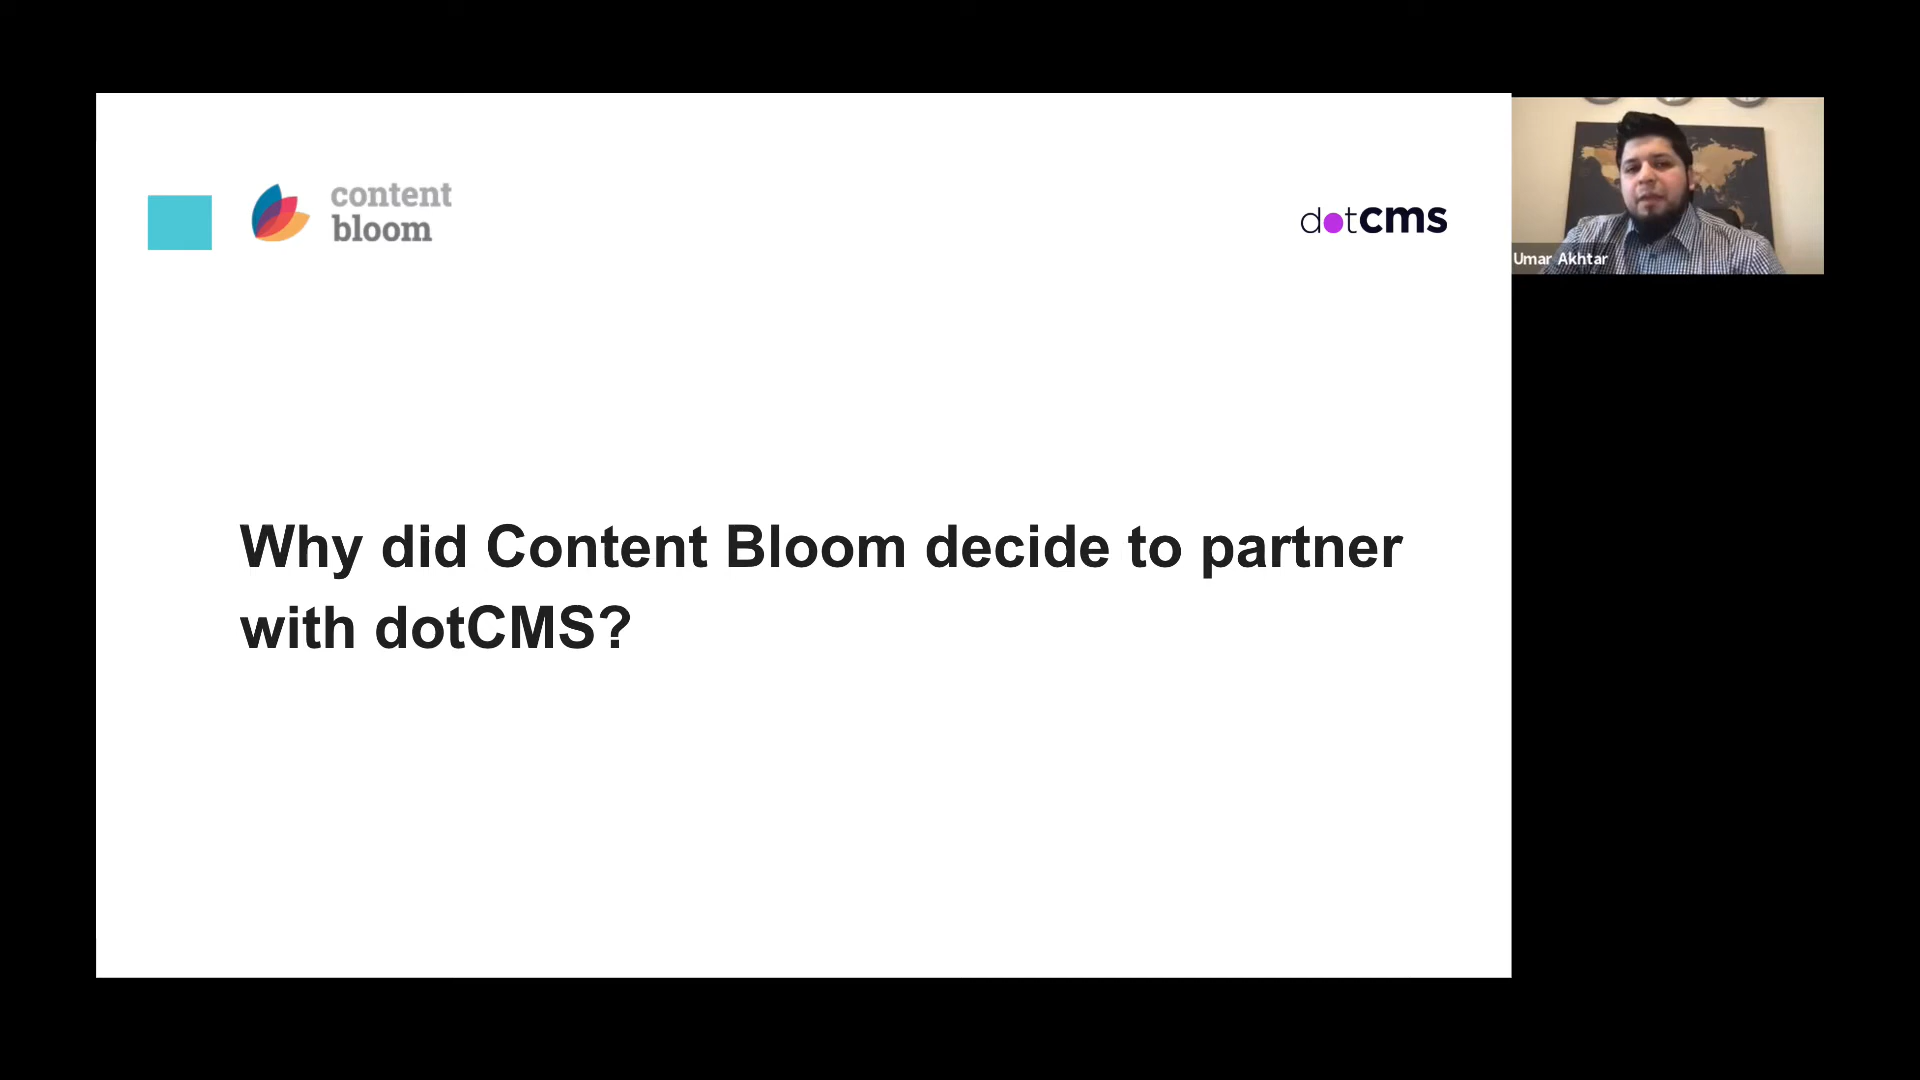 content
bloom
dotcms
Umar Akhtar
Why did Content Bloom decide to partner
with dotCMS?